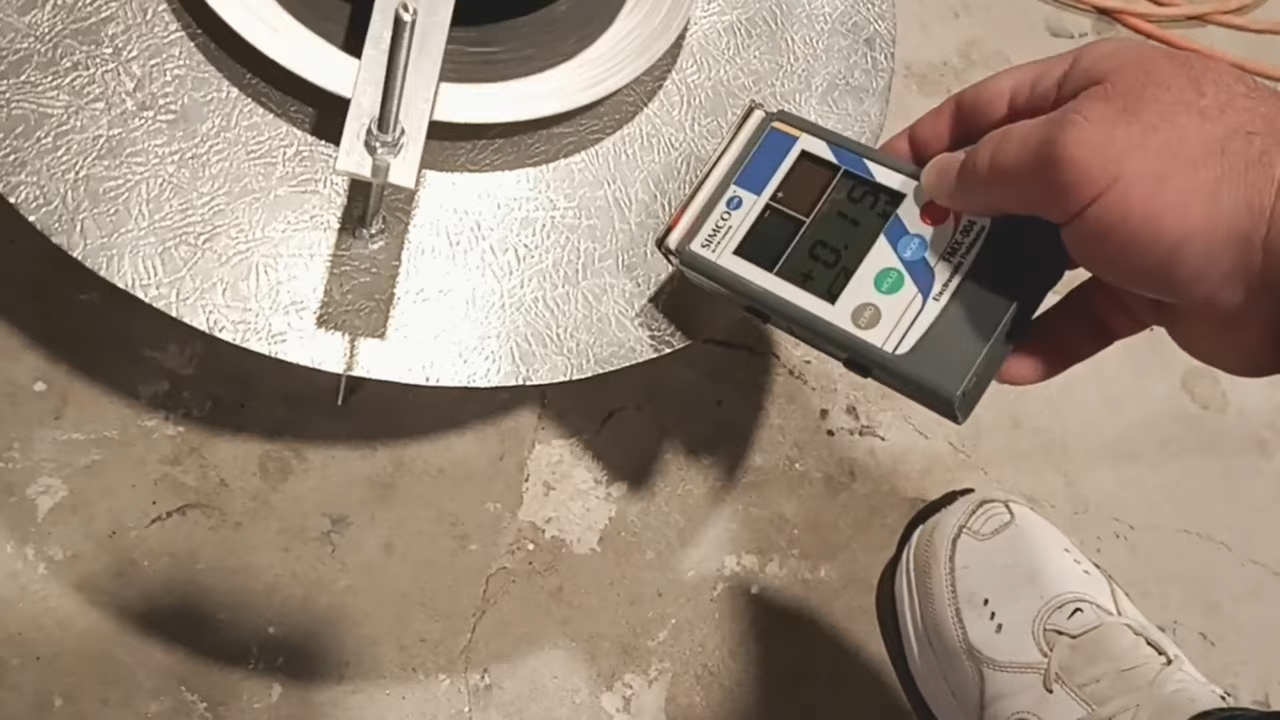 SIMCO
+0.19
FMX-004
Electrostatic Fieldmeter
MODE
HOLD
ZERO